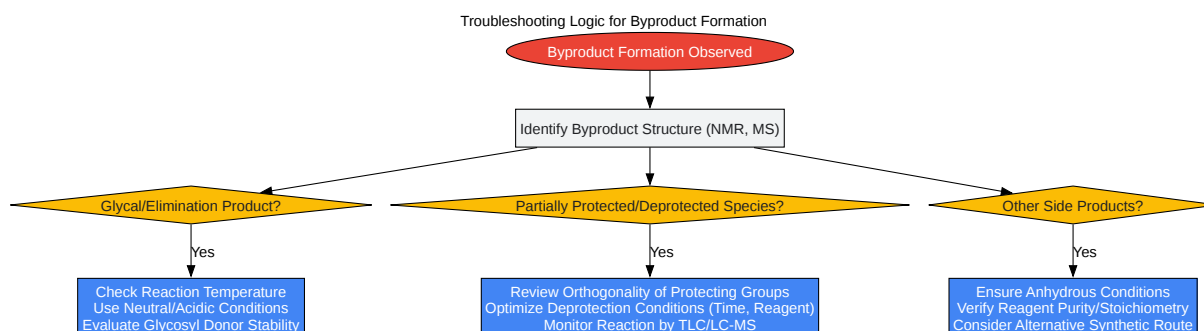 Troubleshooting Logic for Byproduct Formation
Byproduct Formation Observed
Identify Byproduct Structure (NMR, MS)
Glycal/Elimination Product?
Partially Protected/Deprotected Species?
Other Side Products?
Yes
Yes
Yes
Check Reaction Temperature
Use Neutral/Acidic Conditions
Evaluate Glycosyl Donor Stability
Review Orthogonality of Protecting Groups
Optimize Deprotection Conditions (Time, Reagent)
Monitor Reaction by TLC/LC-MS
Ensure Anhydrous Conditions
Verify Reagent Purity/Stoichiometry
Consider Alternative Synthetic Route